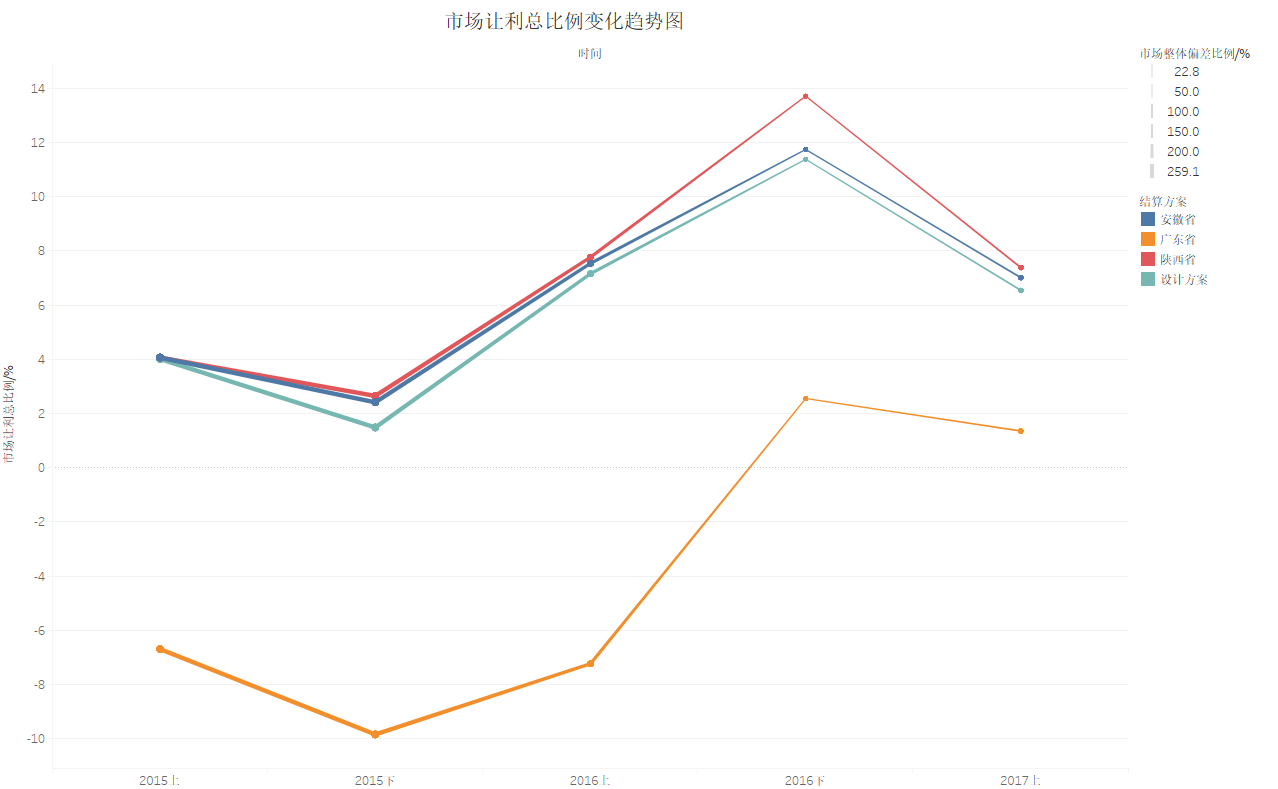 市场让利总比例变化趋势图
时间
市场让利总比例/%
14
12
10
8
6
4
2
0
-2
-4
-6
-8
-10
2015上
2015下
2016上
2016下
2017上
市场整体偏差比例/%
22.8
50.0
100.0
150.0
200.0
259.1
结算方案
安徽省
广东省
陕西省
设计方案